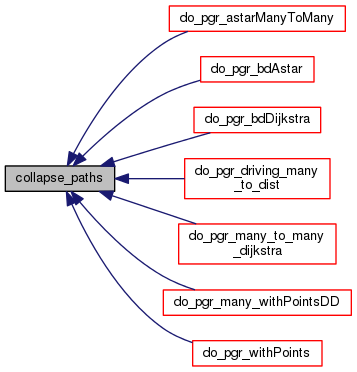 do_pgr_astarManyToMany
do_pgr_bdAstar
do_pgr_bdDijkstra
collapse_paths
do_pgr_driving_many
_to_dist
do_pgr_many_to_many
_dijkstra
do_pgr_many_withPointsDD
do_pgr_withPoints